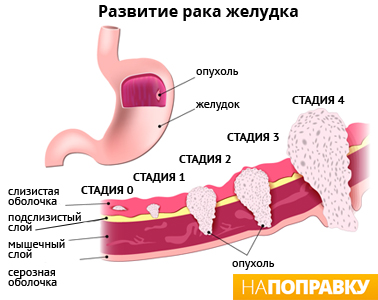 Развитие рака желудка
опухоль
желудок
СТАДИЯ 4
СТАДИЯ 3
СТАДИЯ 2
СТАДИЯ 1
СТАДИЯ 0
слизистая
оболочка
подслизистый
слой
мышечный
слой
серозная
оболочка
опухоль
НАПОПРАВКУ